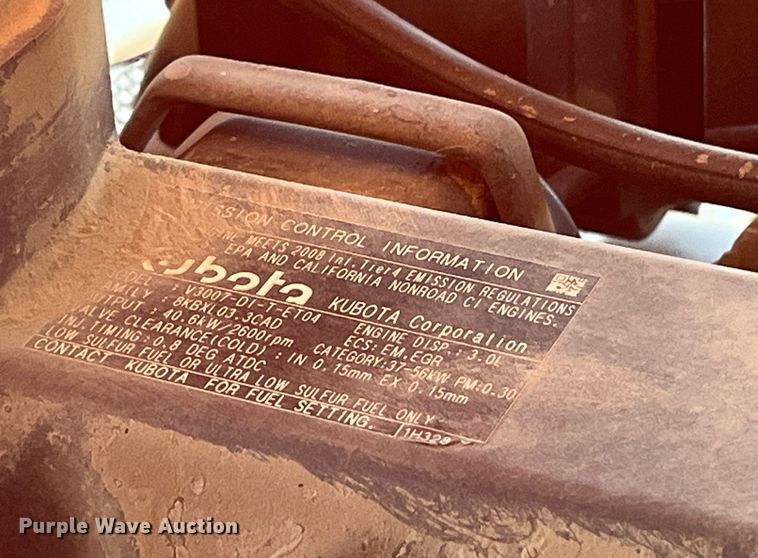 EMISSION CONTROL INFORMATION
MEETS 2008 Int. Tier4 EMISSION REGULATIONS
EPA AND CALIFORNIA NONROAD CI ENGINES.
Kubota KUBOTA Corporation
: V3007-DI-T-ET04 ENGINE DISP.: 3.0L
FAMILY : 8KBXL03.3CAD ECS: EM,EGR
OUTPUT : 40.6kW/2600rpm CATEGORY:37-56kW PM:0.30
VALVE CLEARANCE(COLD) : IN 0.15mm EX 0.15mm
INJ.TIMING: 0.8 DEG ATDC
LOW SULFUR FUEL OR ULTRA LOW SULFUR FUEL ONLY
CONTACT KUBOTA FOR FUEL SETTING.
Purple Wave Auction